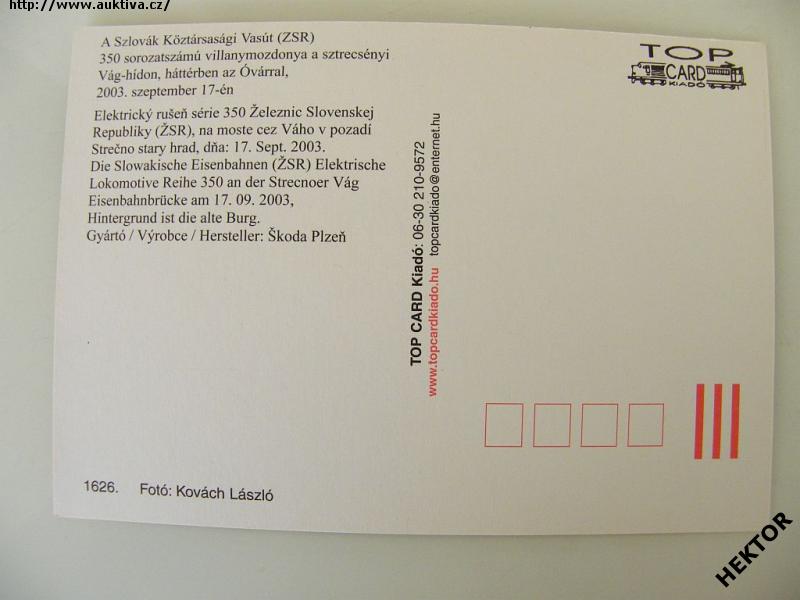 http://www.auktiva.cz/
A Szlovák Köztársasági Vasút (ZSR)
350 sorozatszámú villanymozdonya a sztrecsényi
Vág-hídon, háttérben az Óvárral,
2003. szeptember 17-én
Elektrický rušeň série 350 Železnic Slovenskej
Republiky (ŽSR), na moste cez Váho v pozadí
Strečno stary hrad, dňa: 17. Sept. 2003.
Die Slowakische Eisenbahnen (ŽSR) Elektrische
Lokomotive Reihe 350 an der Strecnoer Vág
Eisenbahnbrücke am 17. 09. 2003,
Hintergrund ist die alte Burg.
Gyártó / Výrobce / Hersteller: Škoda Plzeň
TOP
CARD
KIADÓ
TOP CARD Kiadó: 06-30 210-9572
www.topcardkiado.hu topcardkiado@enternet.hu
1626. Fotó: Kovách László
HEKTOR